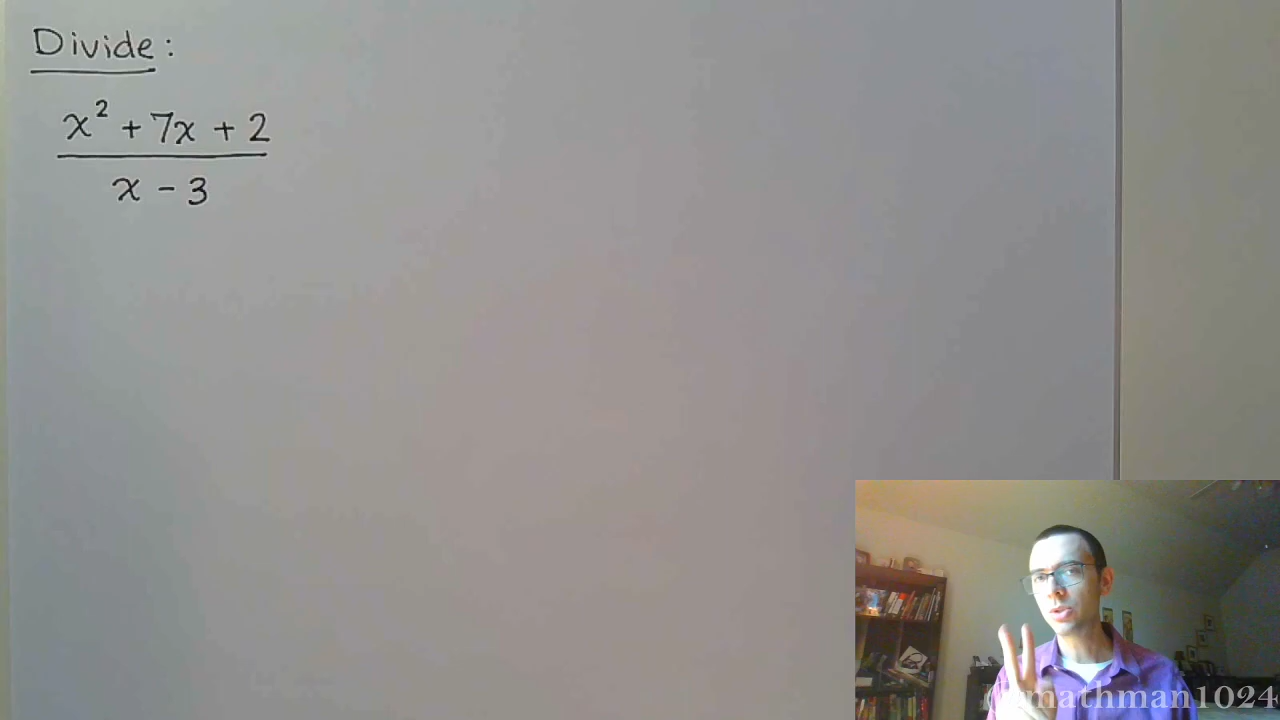 Divide:
x² + 7x + 2
x - 3
mathman1024